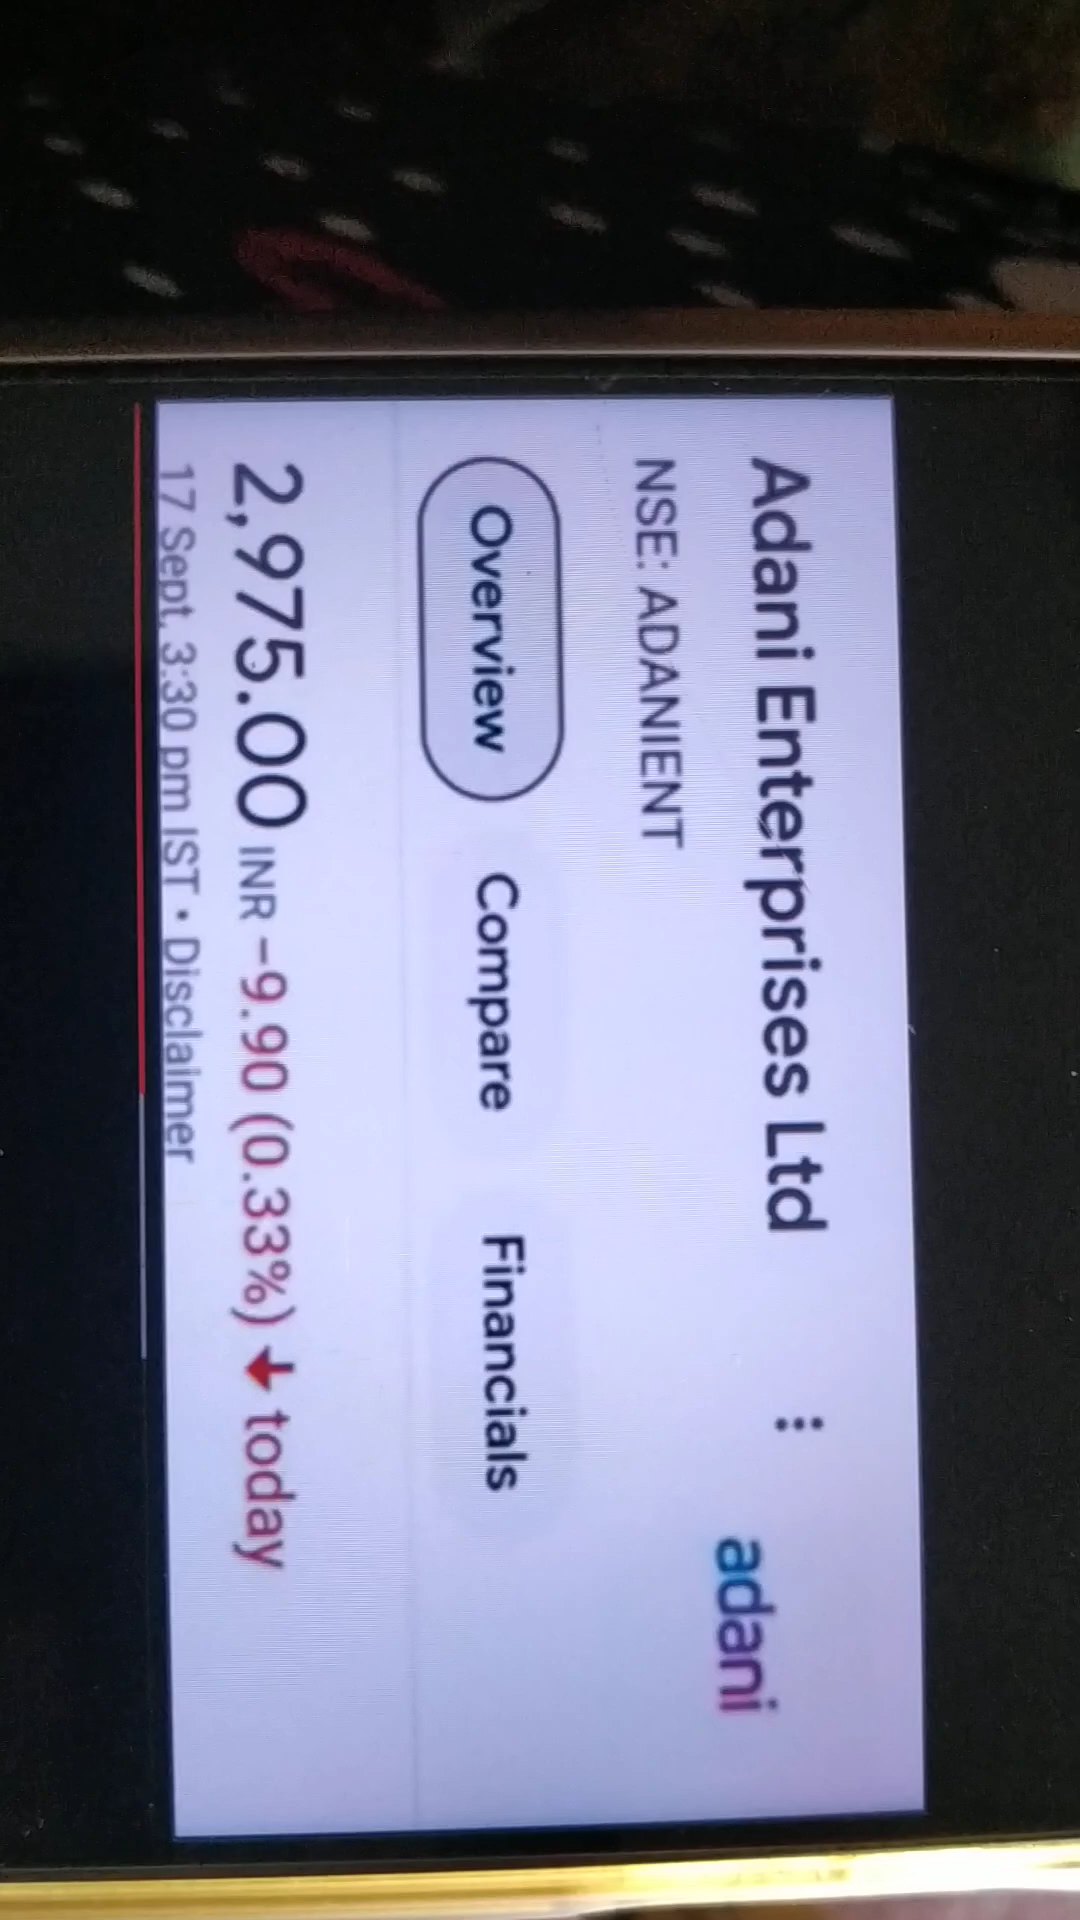 Adani Enterprises Ltd
adani
NSE: ADANIENT
Overview Compare Financials
2,975.00 INR −9.90 (0.33%) ↓ today
17 Sept, 3:30 pm IST • Disclaimer